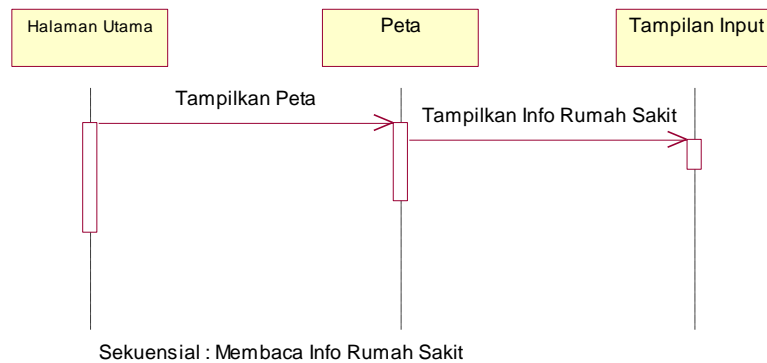 Halaman Utama
Peta
Tampilan Input
Tampilkan Peta
Tampilkan Info Rumah Sakit
Sekuensial : Membaca Info Rumah Sakit